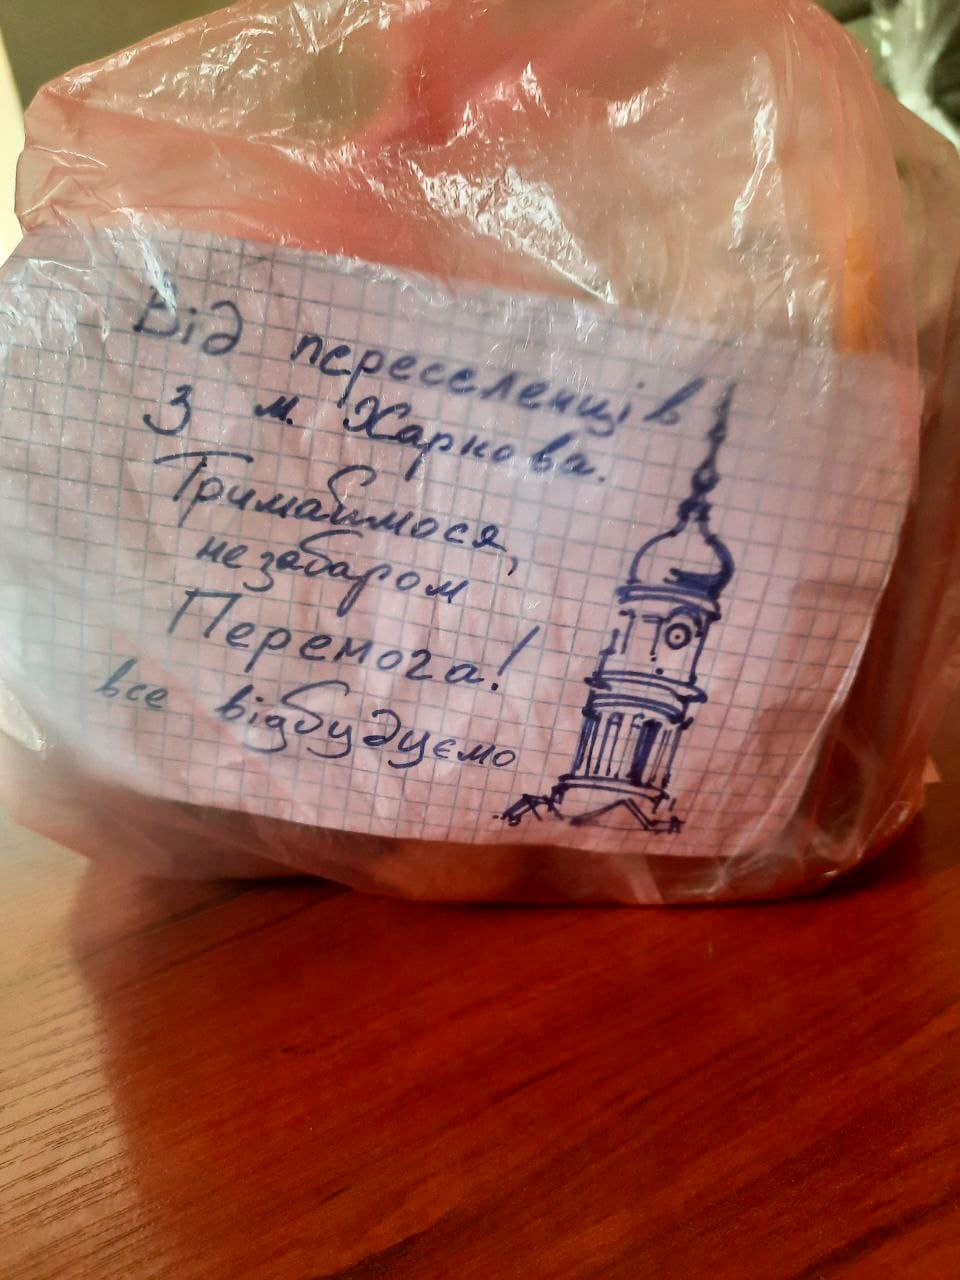 Від переселенців
З м. Харкова.
Тримаймося,
незабаром
Перемога!
все відбудуємо